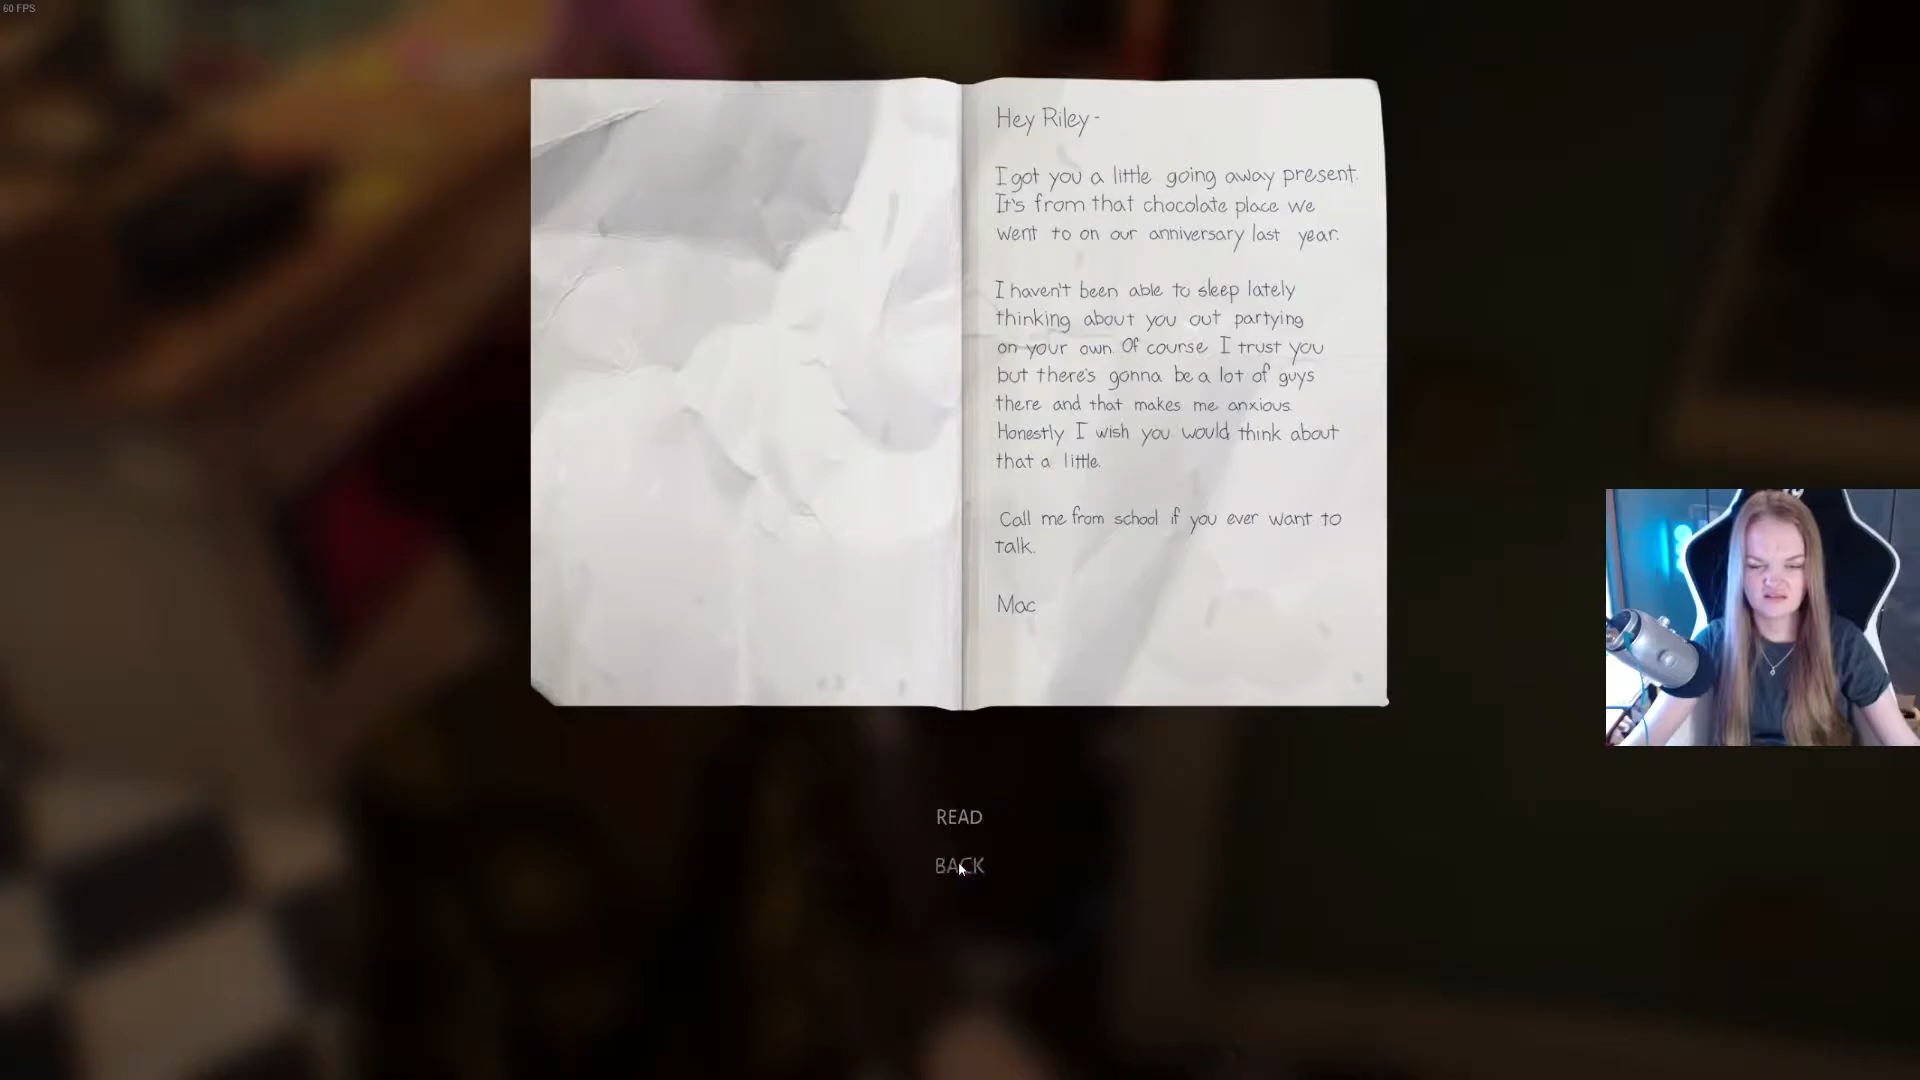 60 FPS
Hey Riley -
I got you a little going away present.
It's from that chocolate place we
went to on our anniversary last year.
I haven't been able to sleep lately
thinking about you out partying
on your own. Of course I trust you
but there's gonna be a lot of guys
there and that makes me anxious.
Honestly I wish you would think about
that a little.
Call me from school if you ever want to
talk.
Mac
READ
BACK